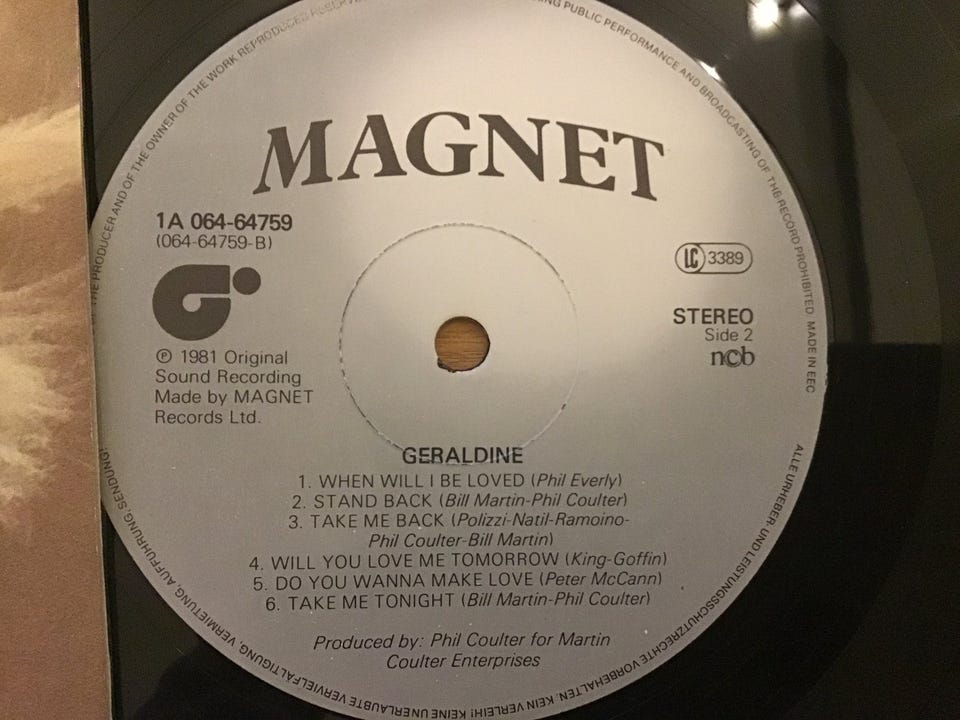 THE PRODUCER AND OF THE OWNER OF THE WORK REPRODUCED RESERVED
PUBLIC PERFORMANCE AND BROADCASTING OF THE RECORD PROHIBITED. MADE IN EEC
MAGNET
1A 064-64759
(064-64759-B)
LC 3389
STEREO
Side 2
ncb
℗ 1981 Original
Sound Recording
Made by MAGNET
Records Ltd.
GERALDINE
1. WHEN WILL I BE LOVED (Phil Everly)
2. STAND BACK (Bill Martin-Phil Coulter)
3. TAKE ME BACK (Polizzi-Natil-Ramoino-
Phil Coulter-Bill Martin)
4. WILL YOU LOVE ME TOMORROW (King-Goffin)
5. DO YOU WANNA MAKE LOVE (Peter McCann)
6. TAKE ME TONIGHT (Bill Martin-Phil Coulter)
Produced by: Phil Coulter for Martin
Coulter Enterprises
ALLE URHEBER- UND LEISTUNGSSCHUTZRECHTE VORBEHALTEN. KEIN VERLEIH! KEINE UNERLAUBTE VERVIELFÄLTIGUNG, VERMIETUNG, AUFFÜHRUNG, SENDUNG!